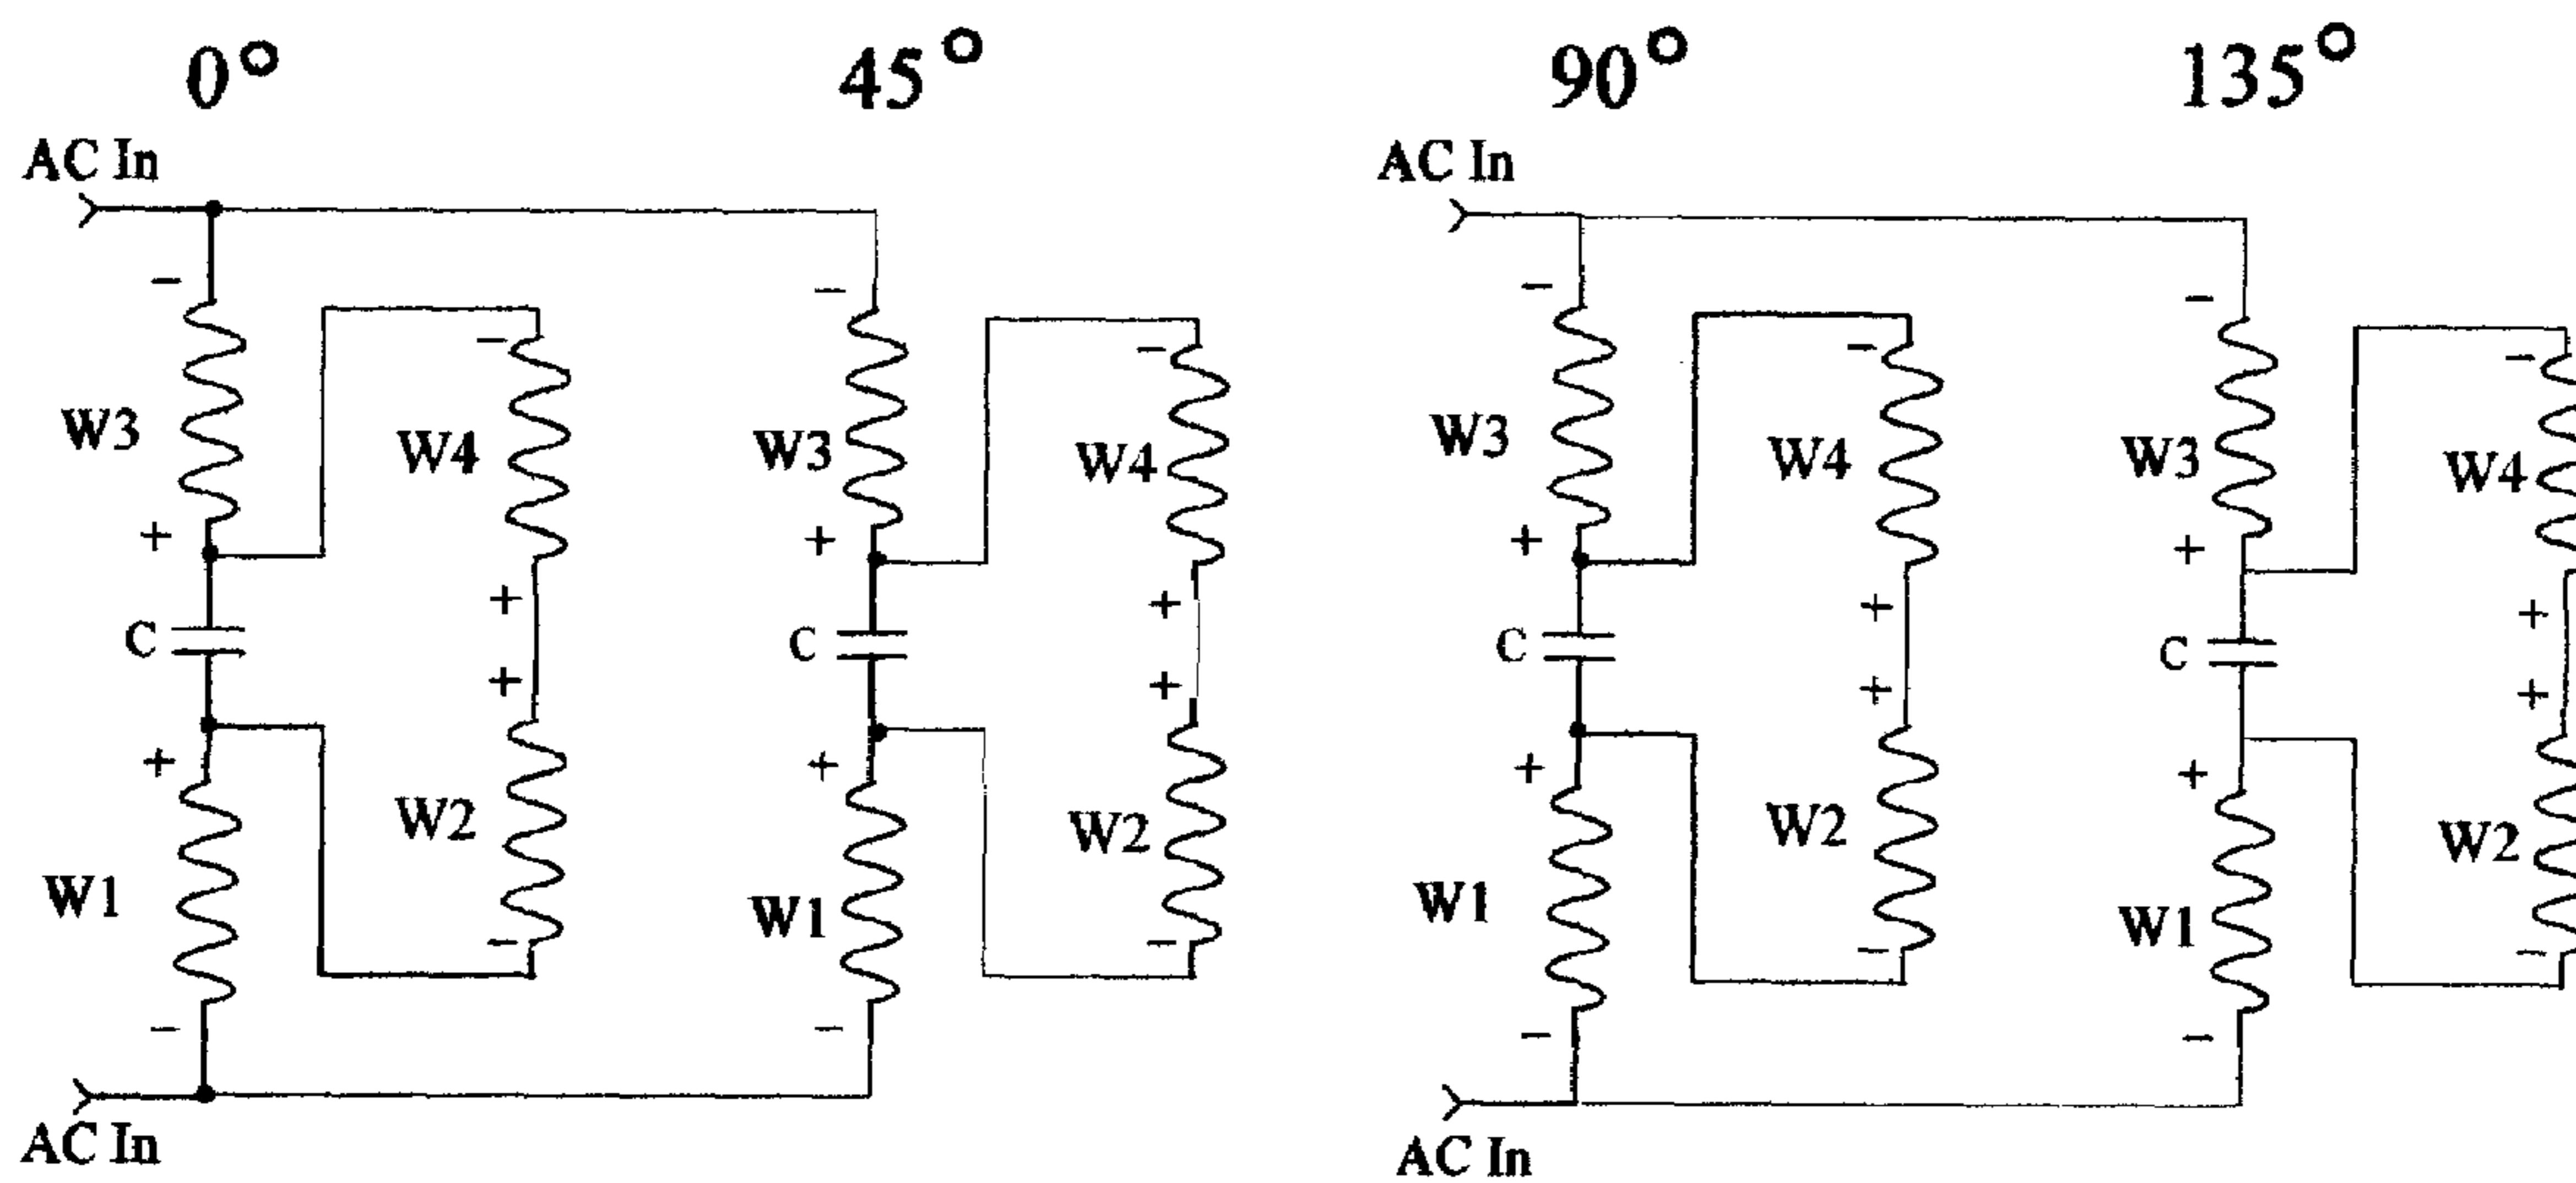 0° 45° 90° 135°
AC In AC In
− − − −
− − − −
W3 W4 W3 W4 W3 W4 W3 W4
+ + + +
+ + + +
C C C C
+ + + +
+ + + +
W1 W2 W1 W2 W1 W2 W1 W2
− − − −
− − − −
AC In AC In